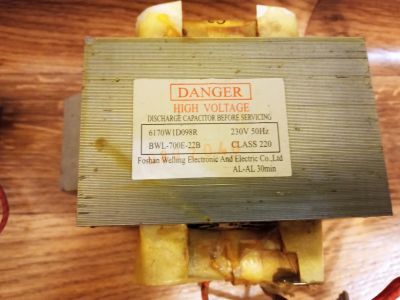 DANGER
HIGH VOLTAGE
DISCHARGE CAPACITOR BEFORE SERVICING
6170W1D098R 230V 50Hz
BWL-700E-22B CLASS 220
Foshan Welling Electronic And Electric Co.,Ltd
AL-AL 30min